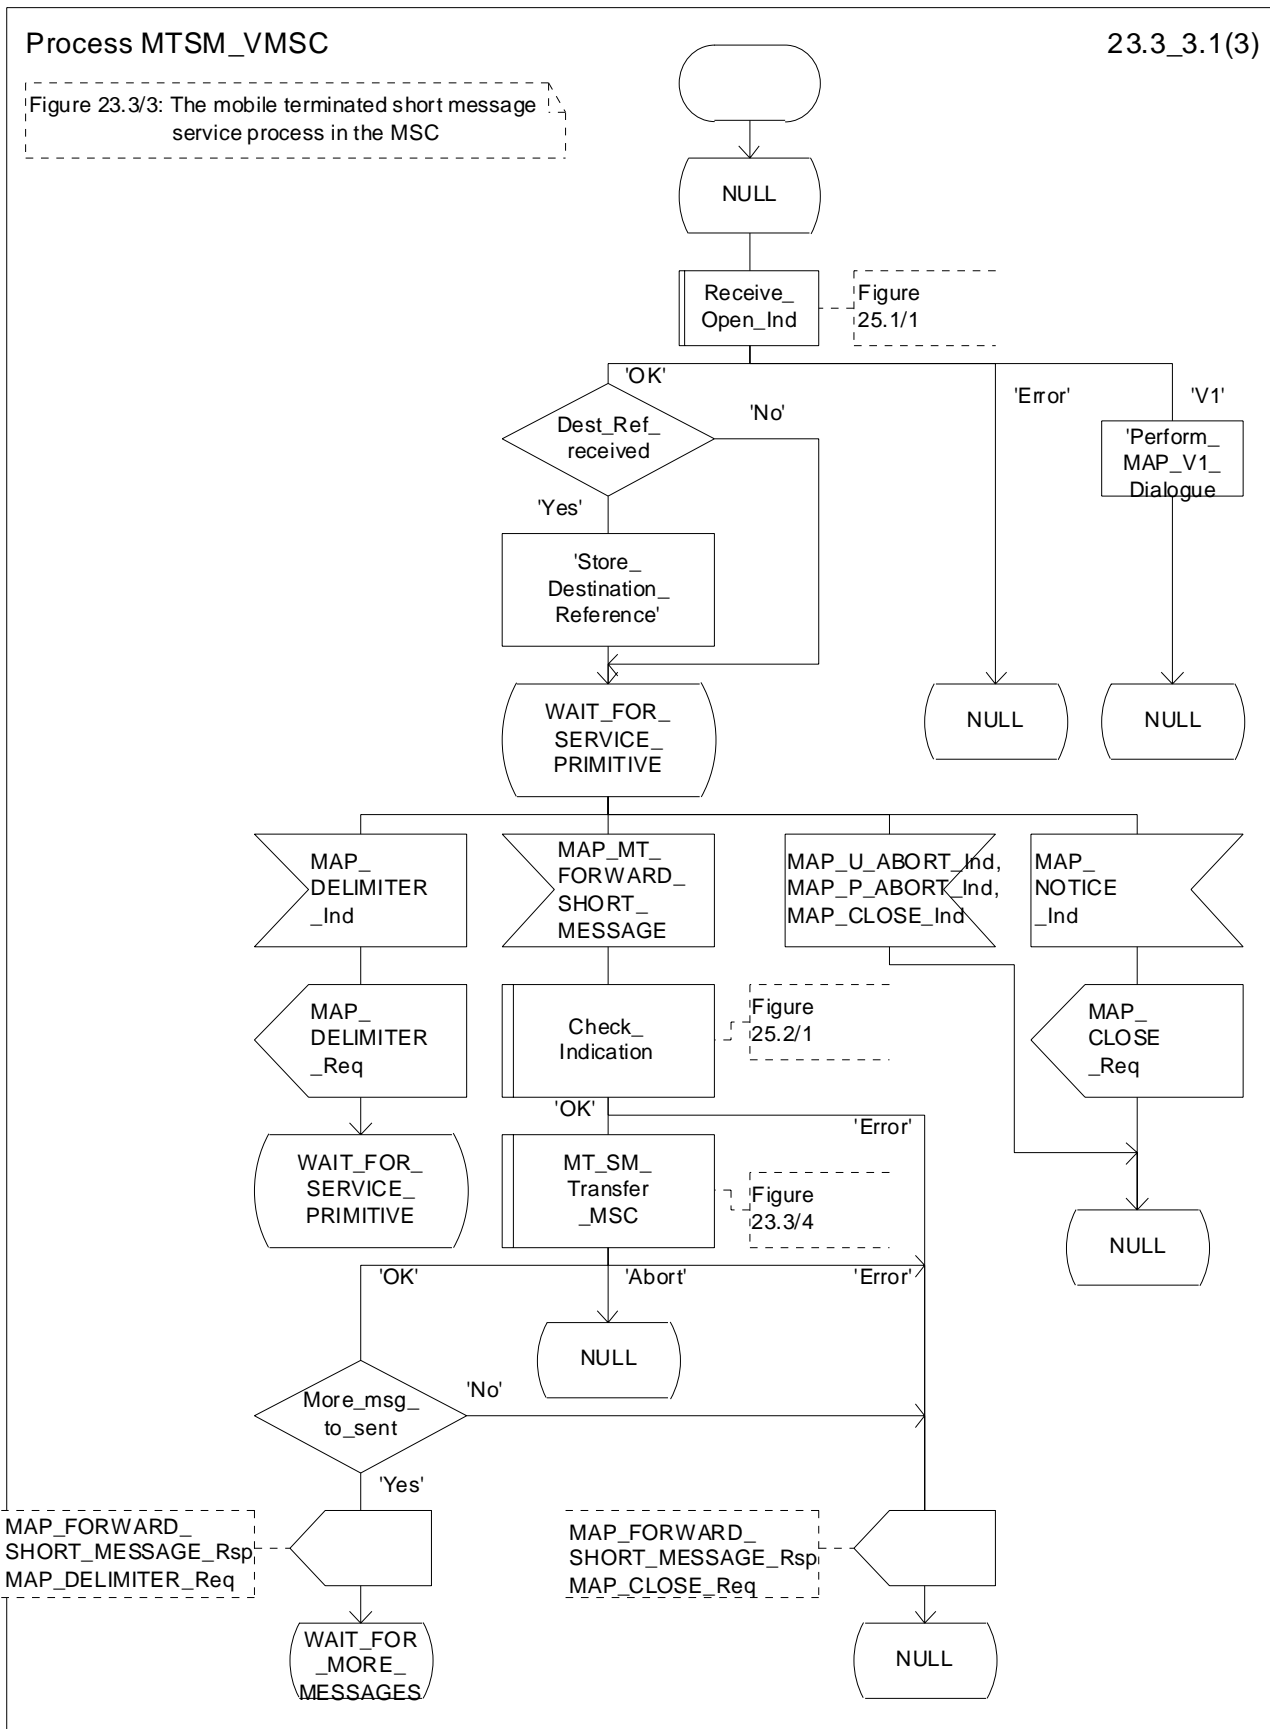 Process MTSM_VMSC
23.3_3.1(3)
Figure 23.3/3: The mobile terminated short message
service process in the MSC
NULL
Receive_
Open_Ind
Figure
25.1/1
'OK'
'No'
'Error'
'V1'
Dest_Ref_
received
'Perform_
MAP_V1_
Dialogue
'Yes'
'Store_
Destination_
Reference'
WAIT_FOR_
SERVICE_
PRIMITIVE
NULL
NULL
MAP_
DELIMITER
_Ind
MAP_MT_
FORWARD_
SHORT_
MESSAGE
MAP_U_ABORT_Ind,
MAP_P_ABORT_Ind,
MAP_CLOSE_Ind
MAP_
NOTICE
_Ind
MAP_
DELIMITER
_Req
Check_
Indication
Figure
25.2/1
MAP_
CLOSE
_Req
'OK'
'Error'
WAIT_FOR_
SERVICE_
PRIMITIVE
MT_SM_
Transfer
_MSC
Figure
23.3/4
NULL
'OK'
'Abort'
'Error'
NULL
More_msg_
to_sent
'No'
'Yes'
MAP_FORWARD_
SHORT_MESSAGE_Rsp
MAP_DELIMITER_Req
MAP_FORWARD_
SHORT_MESSAGE_Rsp
MAP_CLOSE_Req
WAIT_FOR
_MORE_
MESSAGES
NULL